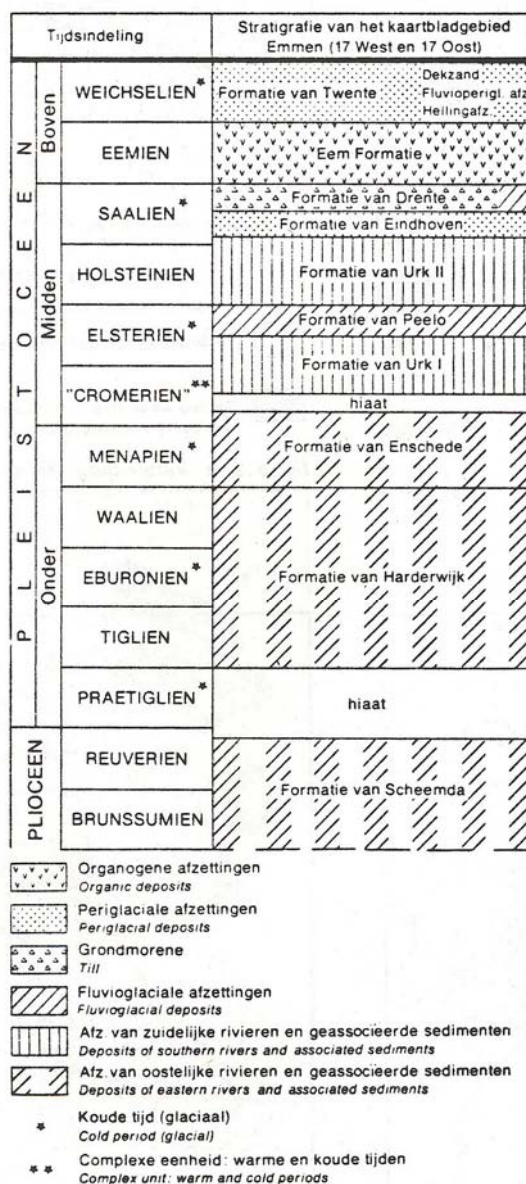 Tijdsindeling
Stratigrafie van het kaartbladgebied
Emmen (17 West en 17 Oost)
PLEISTOCEEN
Boven
WEICHSELIEN *
Formatie van Twente
Dekzand
Fluvioperigl. afz.
Hellingafz.
EEMIEN
Eem Formatie
Midden
SAALIEN *
Formatie van Drente
Formatie van Eindhoven
HOLSTEINIEN
Formatie van Urk II
ELSTERIEN *
Formatie van Peelo
Formatie van Urk I
"CROMERIEN" **
hiaat
Onder
MENAPIEN *
Formatie van Enschede
WAALIEN
EBURONIEN *
Formatie van Harderwijk
TIGLIEN
PRAETIGLIEN *
hiaat
PLIOCEEN
REUVERIEN
Formatie van Scheemda
BRUNSSUMIEN
Organogene afzettingen
Organic deposits
Periglaciale afzettingen
Periglacial deposits
Grondmorene
Till
Fluvioglaciale afzettingen
Fluvioglacial deposits
Afz. van zuidelijke rivieren en geassocieerde sedimenten
Deposits of southern rivers and associated sediments
Afz. van oostelijke rivieren en geassocieerde sedimenten
Deposits of eastern rivers and associated sediments
* Koude tijd (glaciaal)
Cold period (glacial)
** Complexe eenheid: warme en koude tijden
Complex unit: warm and cold periods